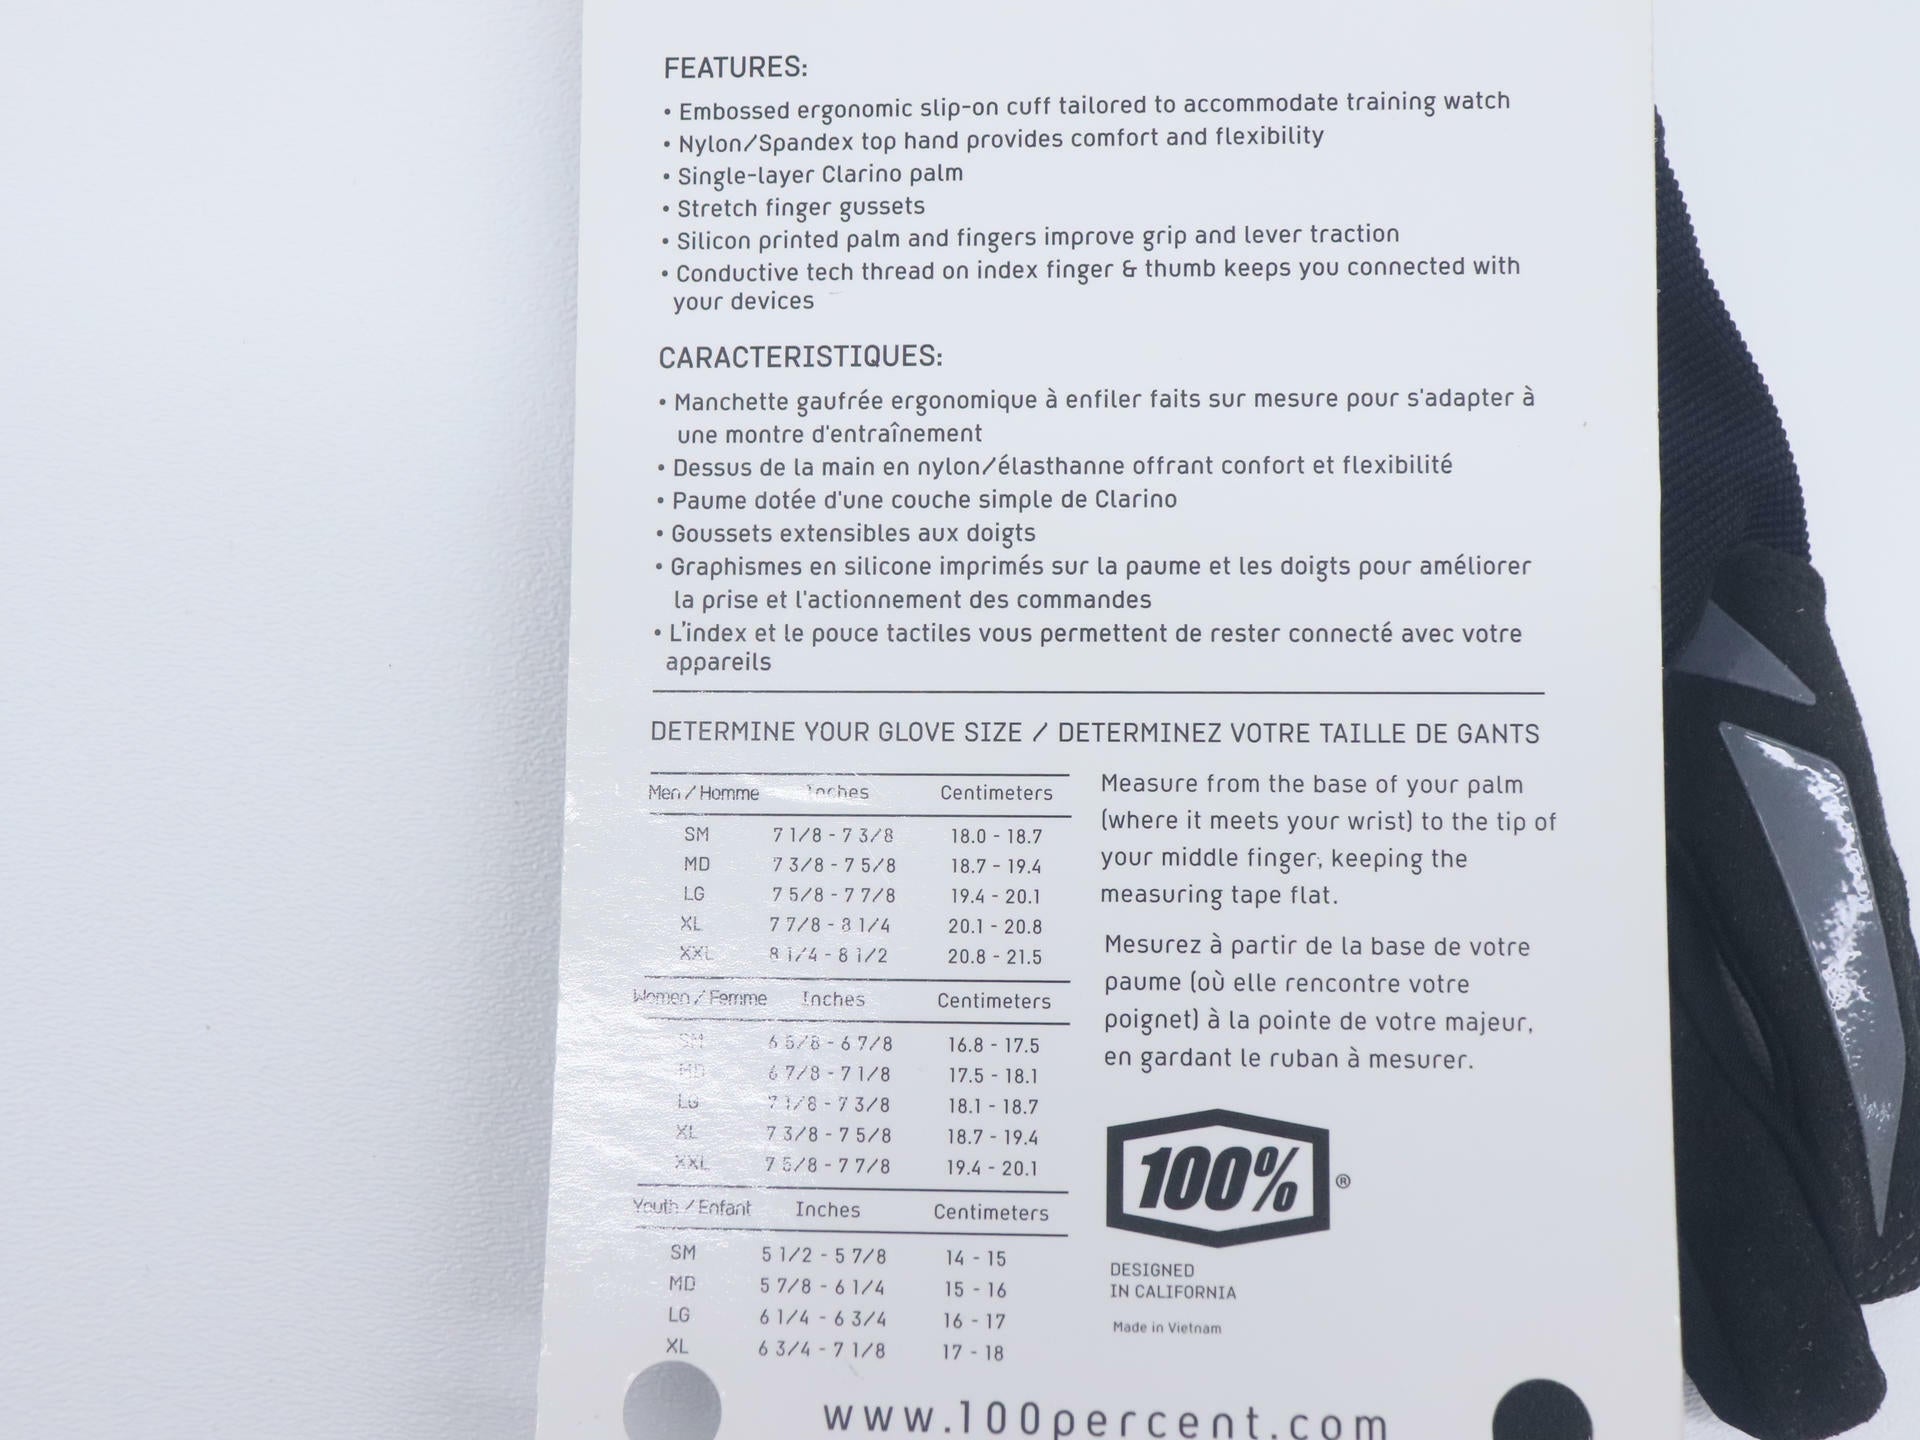 FEATURES:
• Embossed ergonomic slip-on cuff tailored to accommodate training watch
• Nylon/Spandex top hand provides comfort and flexibility
• Single-layer Clarino palm
• Stretch finger gussets
• Silicon printed palm and fingers improve grip and lever traction
• Conductive tech thread on index finger & thumb keeps you connected with
your devices
CARACTERISTIQUES:
• Manchette gaufrée ergonomique à enfiler faits sur mesure pour s'adapter à
une montre d'entraînement
• Dessus de la main en nylon/élasthanne offrant confort et flexibilité
• Paume dotée d'une couche simple de Clarino
• Goussets extensibles aux doigts
• Graphismes en silicone imprimés sur la paume et les doigts pour améliorer
la prise et l'actionnement des commandes
• L'index et le pouce tactiles vous permettent de rester connecté avec votre
appareils
DETERMINE YOUR GLOVE SIZE / DETERMINEZ VOTRE TAILLE DE GANTS
Men / Homme Inches Centimeters
SM 7 1/8 - 7 3/8 18.0 - 18.7
MD 7 3/8 - 7 5/8 18.7 - 19.4
LG 7 5/8 - 7 7/8 19.4 - 20.1
XL 7 7/8 - 8 1/4 20.1 - 20.8
XXL 8 1/4 - 8 1/2 20.8 - 21.5
Women / Femme Inches Centimeters
SM 6 5/8 - 6 7/8 16.8 - 17.5
MD 6 7/8 - 7 1/8 17.5 - 18.1
LG 7 1/8 - 7 3/8 18.1 - 18.7
XL 7 3/8 - 7 5/8 18.7 - 19.4
XXL 7 5/8 - 7 7/8 19.4 - 20.1
Youth / Enfant Inches Centimeters
SM 5 1/2 - 5 7/8 14 - 15
MD 5 7/8 - 6 1/4 15 - 16
LG 6 1/4 - 6 3/4 16 - 17
XL 6 3/4 - 7 1/8 17 - 18
Measure from the base of your palm
(where it meets your wrist) to the tip of
your middle finger, keeping the
measuring tape flat.
Mesurez à partir de la base de votre
paume (où elle rencontre votre
poignet) à la pointe de votre majeur,
en gardant le ruban à mesurer.
100% ®
DESIGNED
IN CALIFORNIA
Made in Vietnam
www.100percent.com